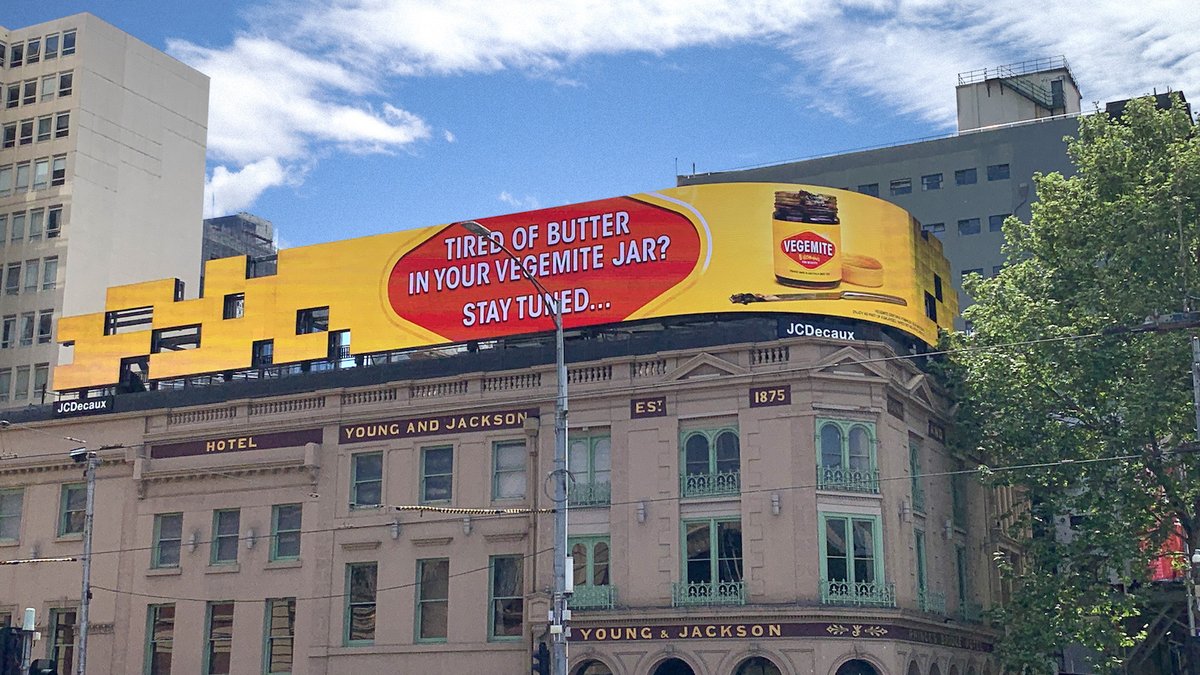 TIRED OF BUTTER
IN YOUR VEGEMITE JAR?
STAY TUNED...
VEGEMITE
JCDecaux
JCDecaux
HOTEL
YOUNG AND JACKSON
EST
1875
YOUNG & JACKSON